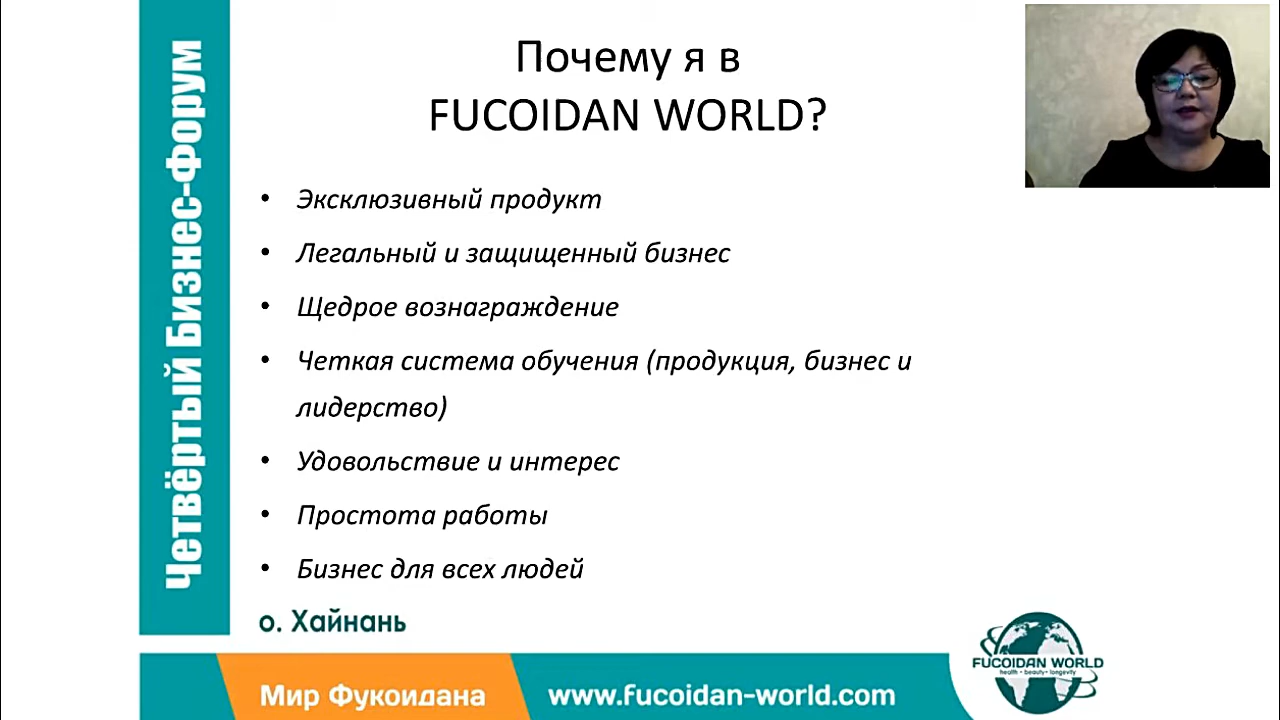 Четвёртый Бизнес-Форум
Почему я в
FUCOIDAN WORLD?
• Эксклюзивный продукт
• Легальный и защищенный бизнес
• Щедрое вознаграждение
• Четкая система обучения (продукция, бизнес и
лидерство)
• Удовольствие и интерес
• Простота работы
• Бизнес для всех людей
о. Хайнань
Мир Фукоидана
www.fucoidan-world.com
FUCOIDAN WORLD
health • beauty • longevity